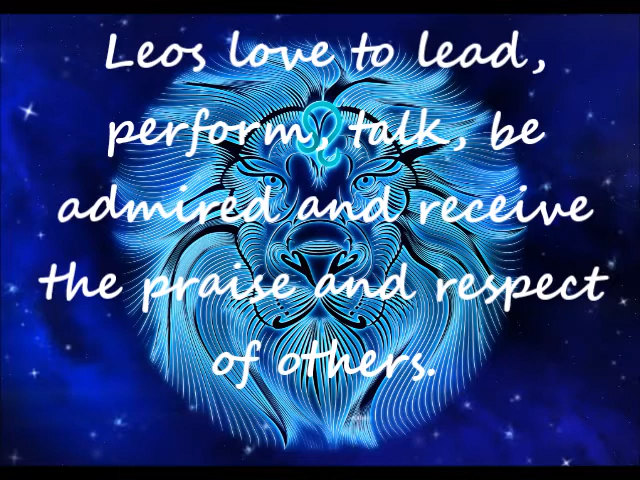 Leos love to lead,
perform, talk, be
admired and receive
the praise and respect
of others.